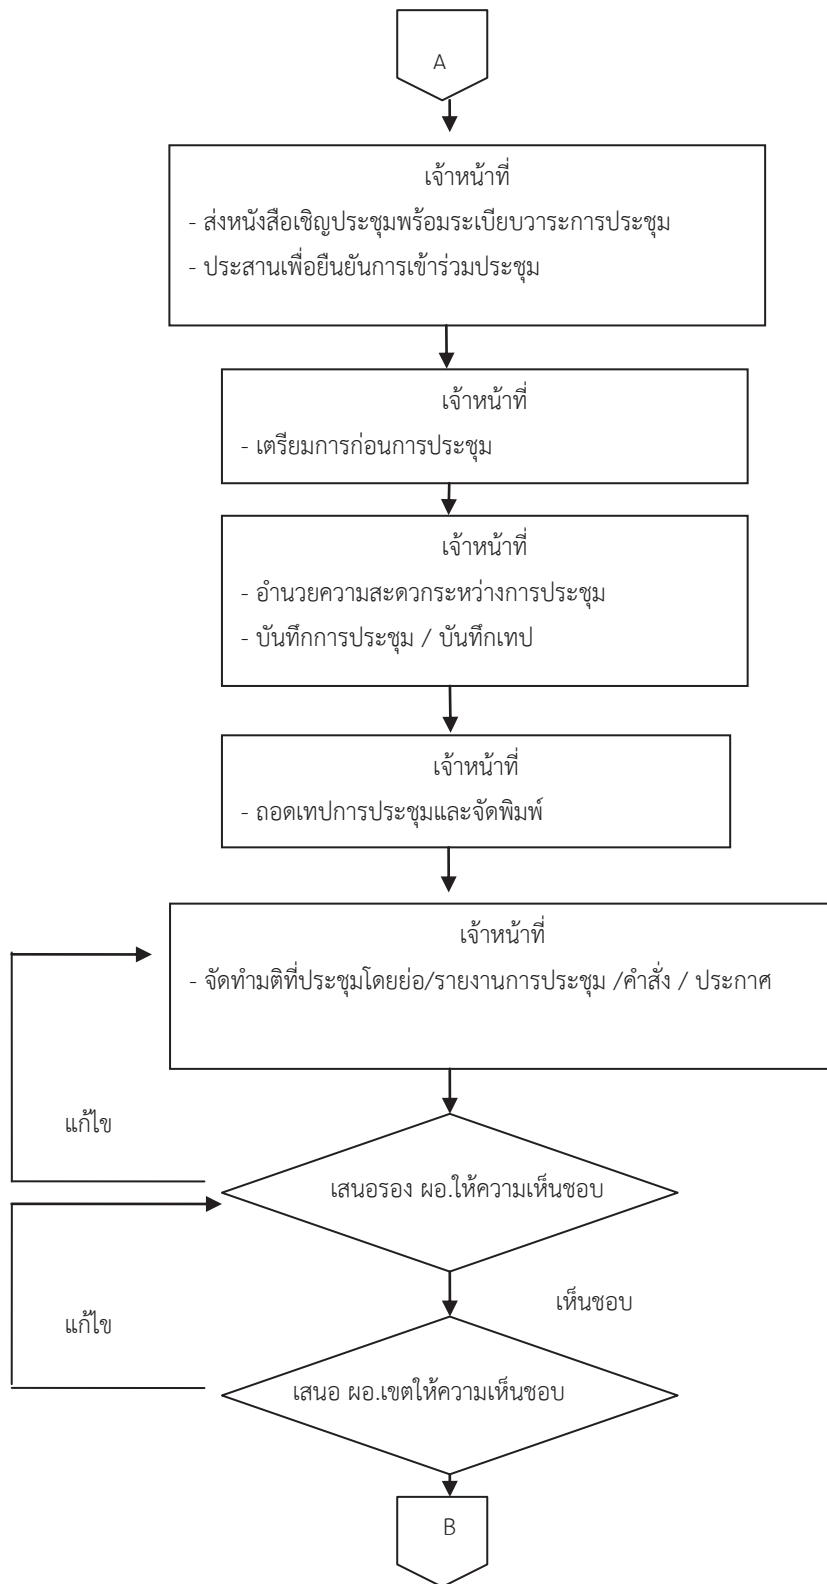 A
เจ้าหน้าที่
- ส่งหนังสือเชิญประชุมพร้อมระเบียบวาระการประชุม
- ประสานเพื่อยืนยันการเข้าร่วมประชุม
เจ้าหน้าที่
- เตรียมการก่อนการประชุม
เจ้าหน้าที่
- อำนวยความสะดวกระหว่างการประชุม
- บันทึกการประชุม / บันทึกเทป
เจ้าหน้าที่
- ถอดเทปการประชุมและจัดพิมพ์
เจ้าหน้าที่
- จัดทำมติที่ประชุมโดยย่อ/รายงานการประชุม /คำสั่ง / ประกาศ
แก้ไข
เสนอรอง ผอ.ให้ความเห็นชอบ
เห็นชอบ
แก้ไข
เสนอ ผอ.เขตให้ความเห็นชอบ
B